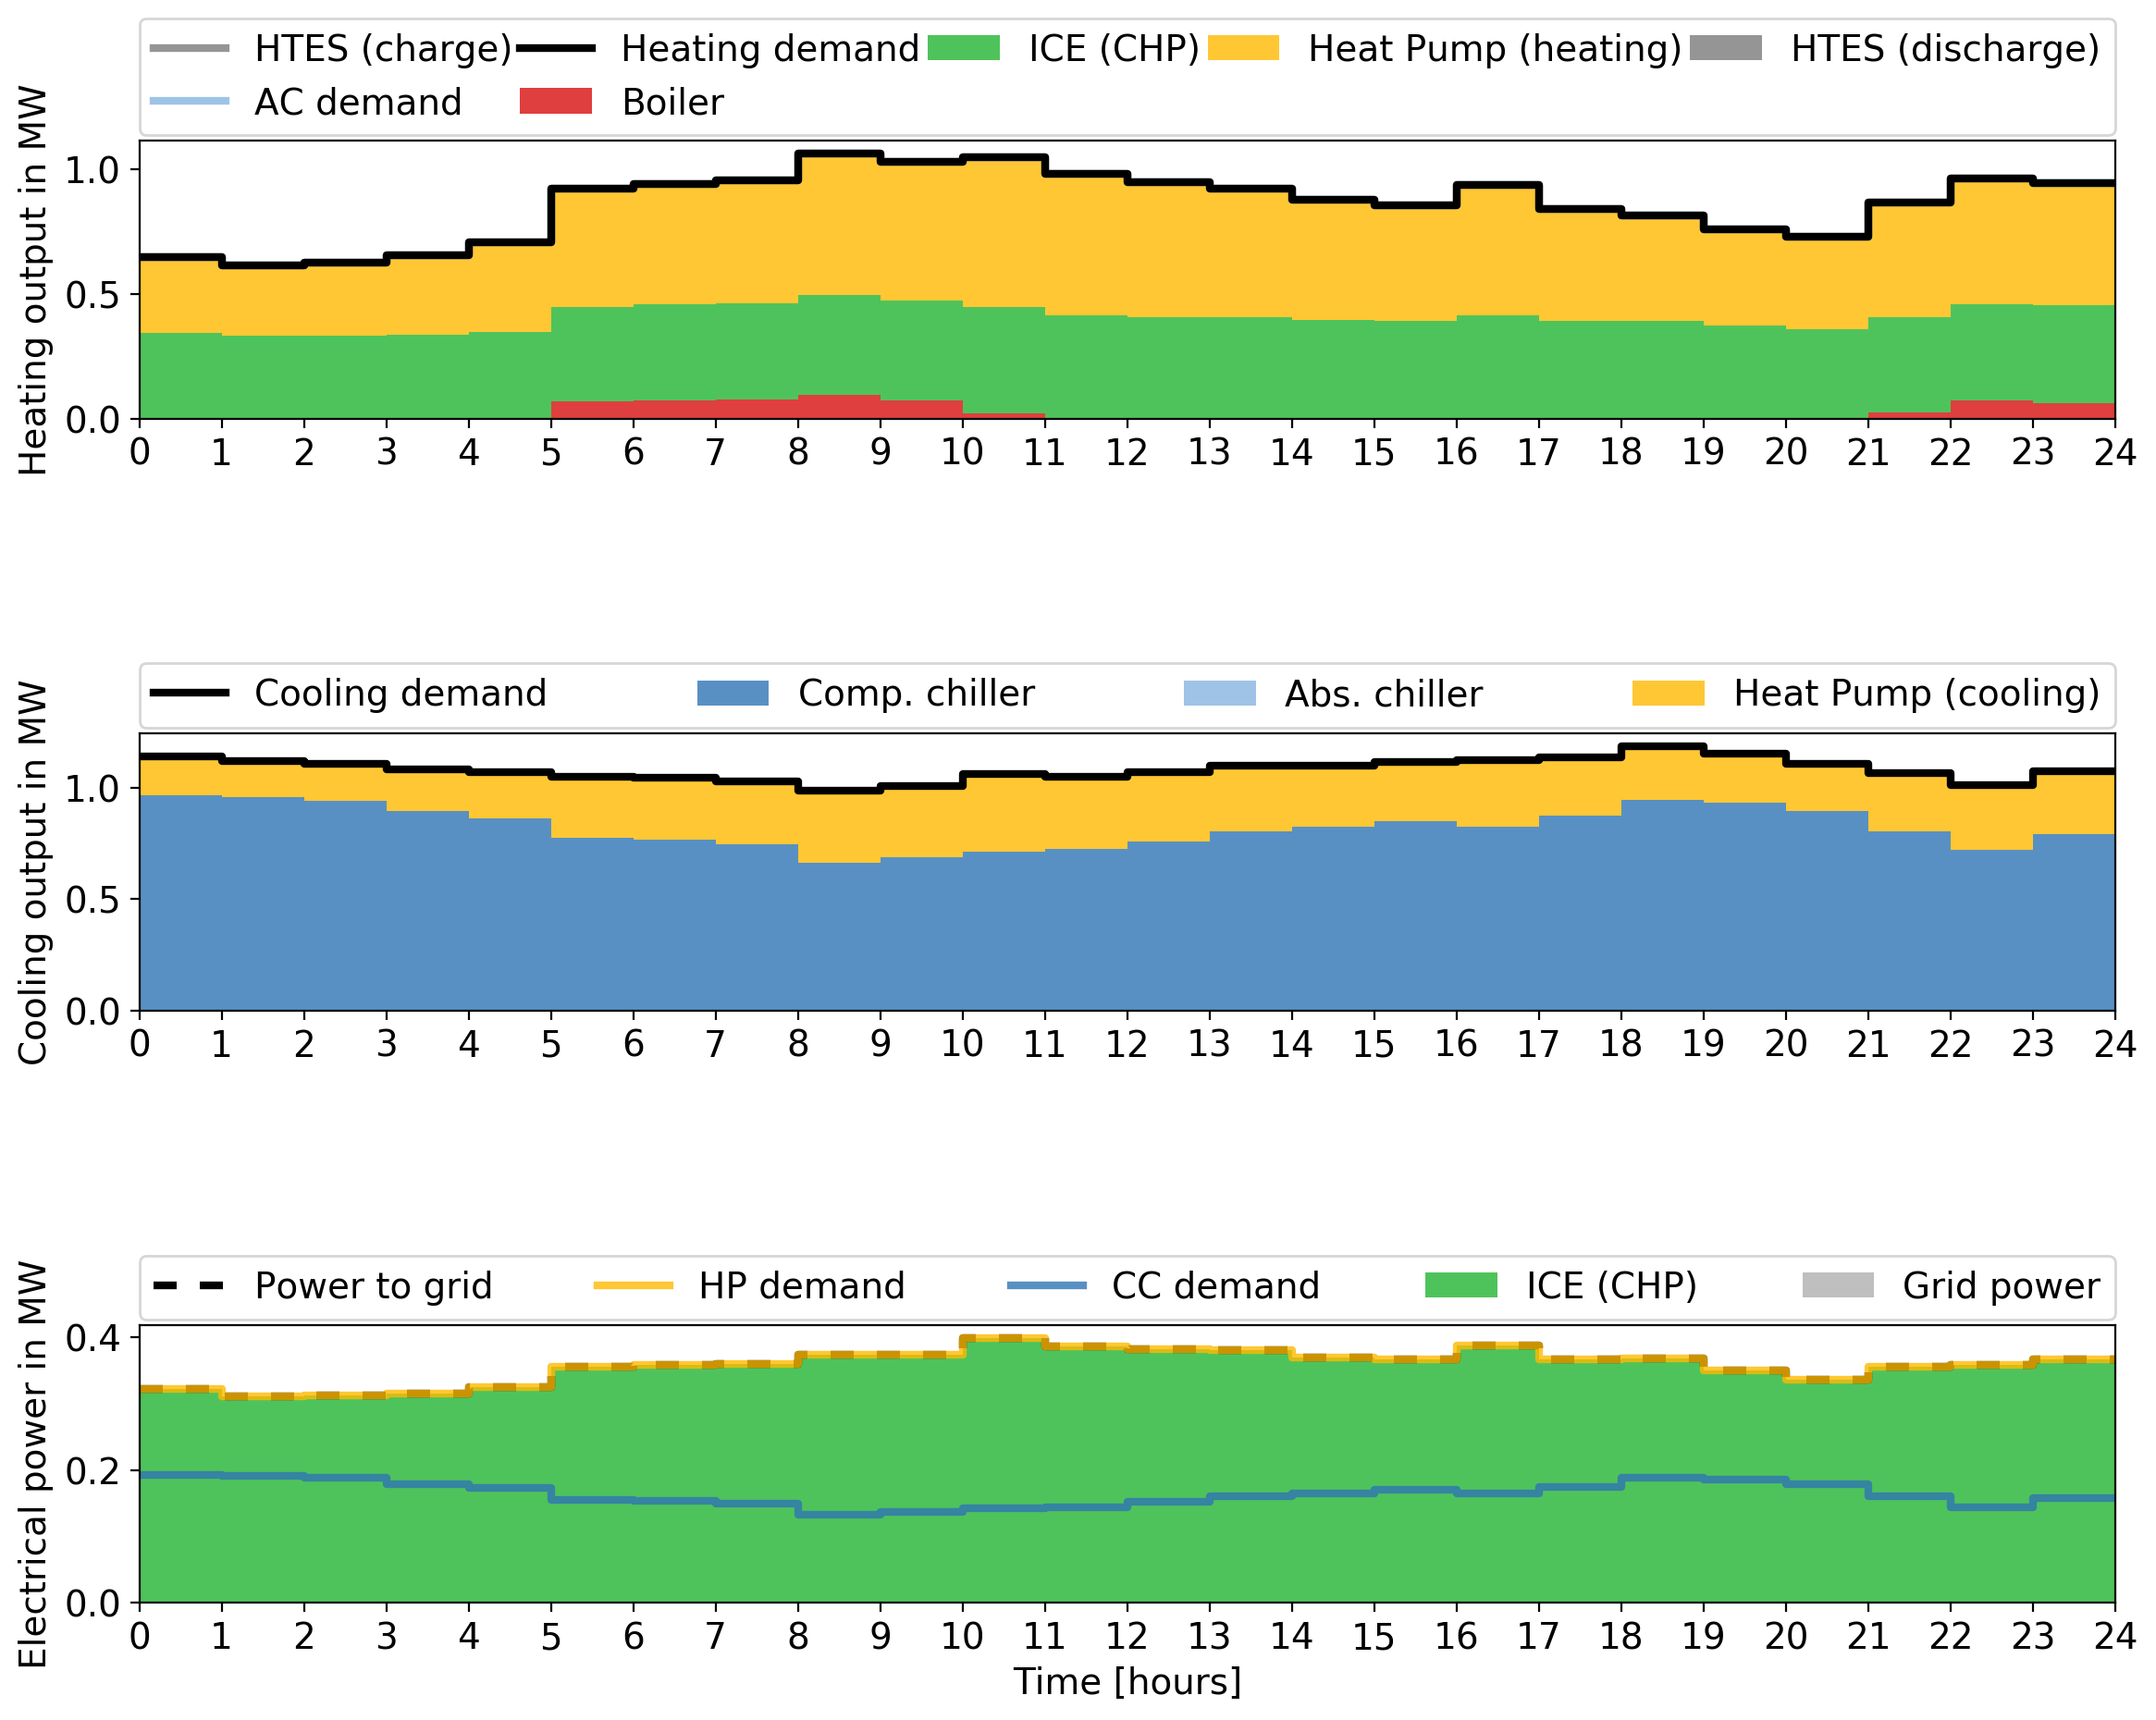 HTES (charge) Heating demand ICE (CHP) Heat Pump (heating) HTES (discharge)
AC demand Boiler
Heating output in MW
1.0
0.5
0.0
0 1 2 3 4 5 6 7 8 9 10 11 12 13 14 15 16 17 18 19 20 21 22 23 24
Cooling demand Comp. chiller Abs. chiller Heat Pump (cooling)
Cooling output in MW
1.0
0.5
0.0
0 1 2 3 4 5 6 7 8 9 10 11 12 13 14 15 16 17 18 19 20 21 22 23 24
Power to grid HP demand CC demand ICE (CHP) Grid power
Electrical power in MW
0.4
0.2
0.0
0 1 2 3 4 5 6 7 8 9 10 11 12 13 14 15 16 17 18 19 20 21 22 23 24
Time [hours]